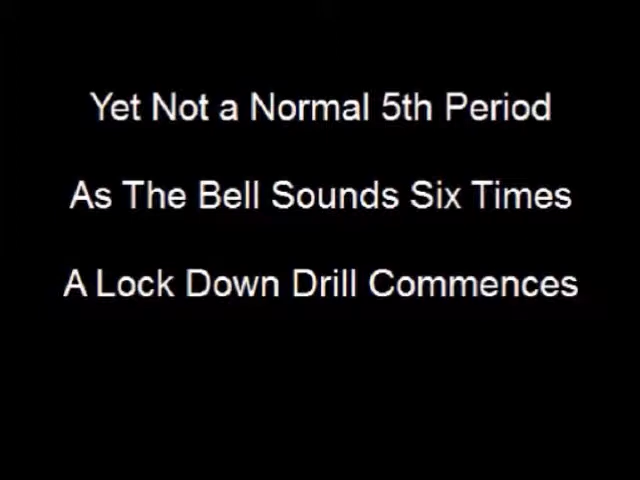 Yet Not a Normal 5th Period
As The Bell Sounds Six Times
A Lock Down Drill Commences